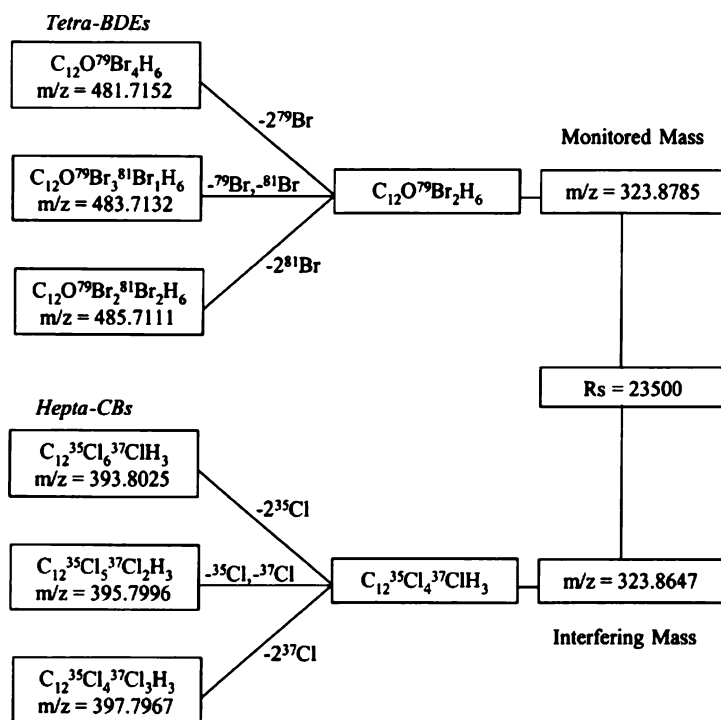 Tetra-BDEs
C₁₂O⁷⁹Br₄H₆
m/z = 481.7152
-2⁷⁹Br
Monitored Mass
C₁₂O⁷⁹Br₃⁸¹Br₁H₆
m/z = 483.7132
-⁷⁹Br,-⁸¹Br
C₁₂O⁷⁹Br₂H₆
m/z = 323.8785
-2⁸¹Br
C₁₂O⁷⁹Br₂⁸¹Br₂H₆
m/z = 485.7111
Rs = 23500
Hepta-CBs
C₁₂³⁵Cl₆³⁷ClH₃
m/z = 393.8025
-2³⁵Cl
C₁₂³⁵Cl₅³⁷Cl₂H₃
m/z = 395.7996
-³⁵Cl,-³⁷Cl
C₁₂³⁵Cl₄³⁷ClH₃
m/z = 323.8647
Interfering Mass
-2³⁷Cl
C₁₂³⁵Cl₄³⁷Cl₃H₃
m/z = 397.7967